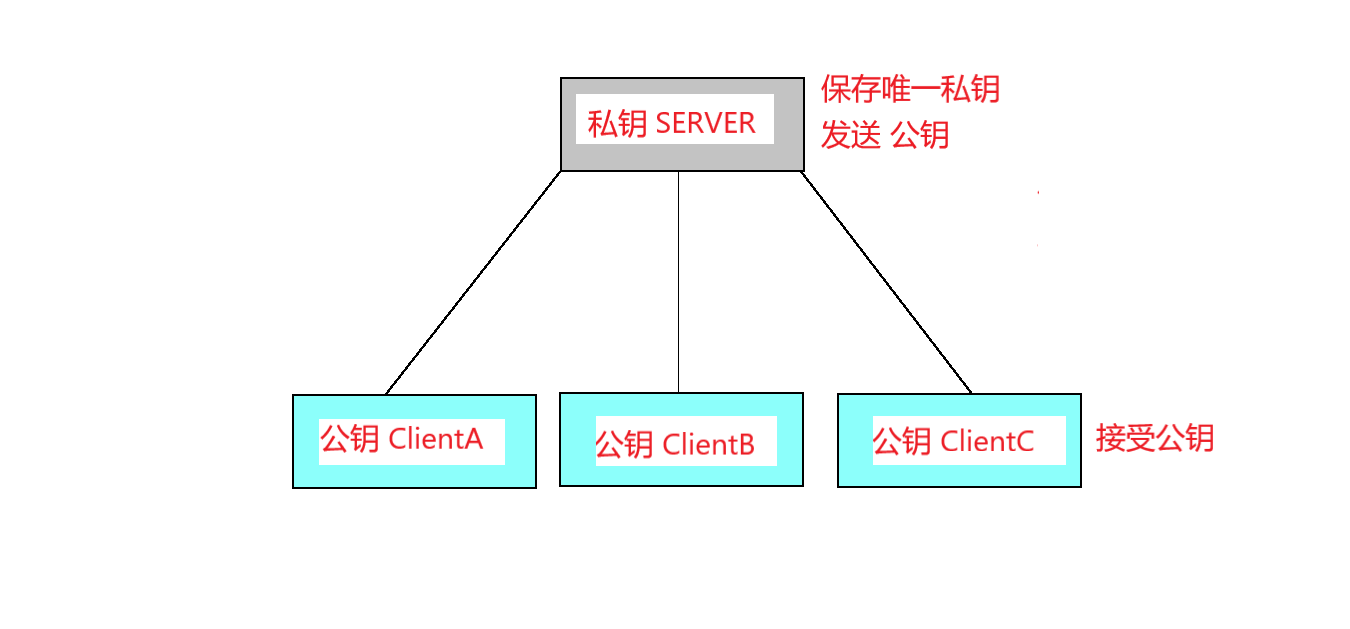 私钥 SERVER
保存唯一私钥
发送 公钥
公钥 ClientA
公钥 ClientB
公钥 ClientC
接受公钥